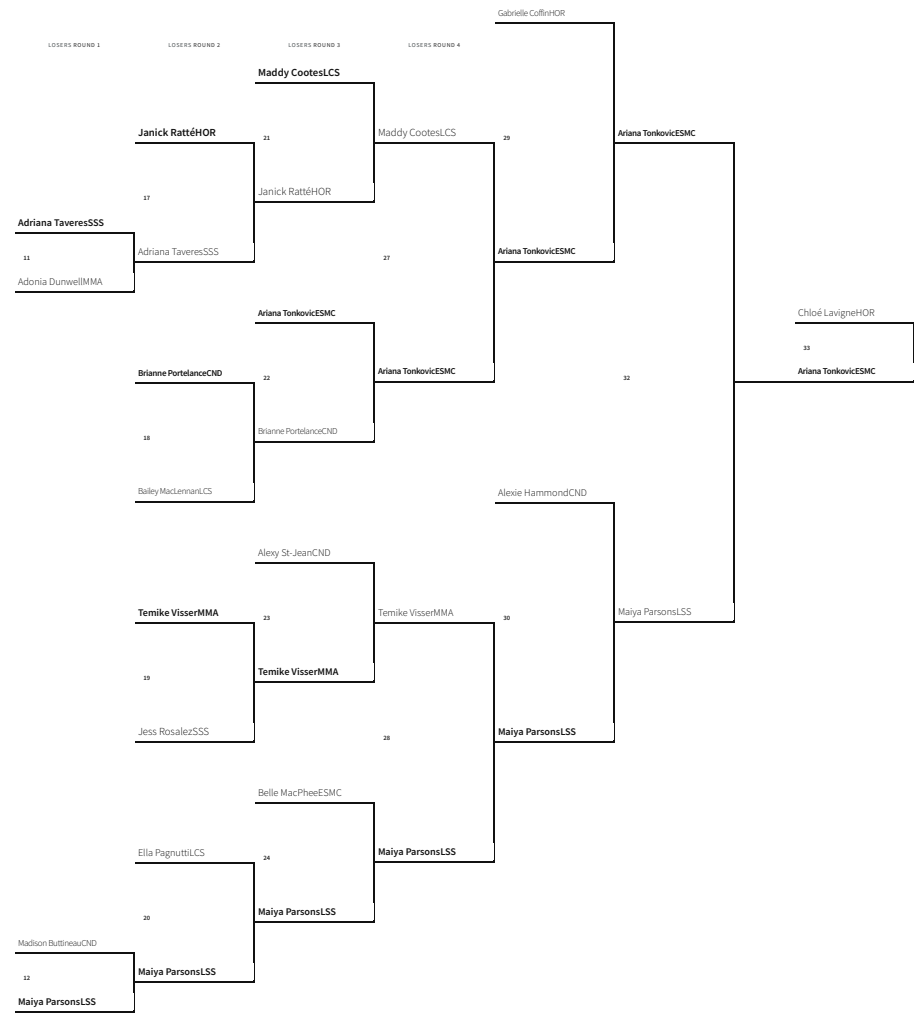 Gabrielle CoffinHOR
LOSERS ROUND 1
LOSERS ROUND 2
LOSERS ROUND 3
LOSERS ROUND 4
Maddy CootesLCS
Janick RattéHOR
21
Maddy CootesLCS
29
Ariana TonkovicESMC
17
Janick RattéHOR
Adriana TaveresSSS
11
Adriana TaveresSSS
27
Ariana TonkovicESMC
Adonia DunwellMMA
Ariana TonkovicESMC
Chloé LavigneHOR
33
Brianne PortelanceCND
22
Ariana TonkovicESMC
32
Ariana TonkovicESMC
18
Brianne PortelanceCND
Bailey MacLennanLCS
Alexie HammondCND
Alexy St-JeanCND
Temike VisserMMA
23
Temike VisserMMA
30
Maiya ParsonsLSS
19
Temike VisserMMA
Jess RosalezSSS
28
Maiya ParsonsLSS
Belle MacPheeESMC
Ella PagnuttiLCS
24
Maiya ParsonsLSS
20
Maiya ParsonsLSS
Madison ButtineauCND
12
Maiya ParsonsLSS
Maiya ParsonsLSS